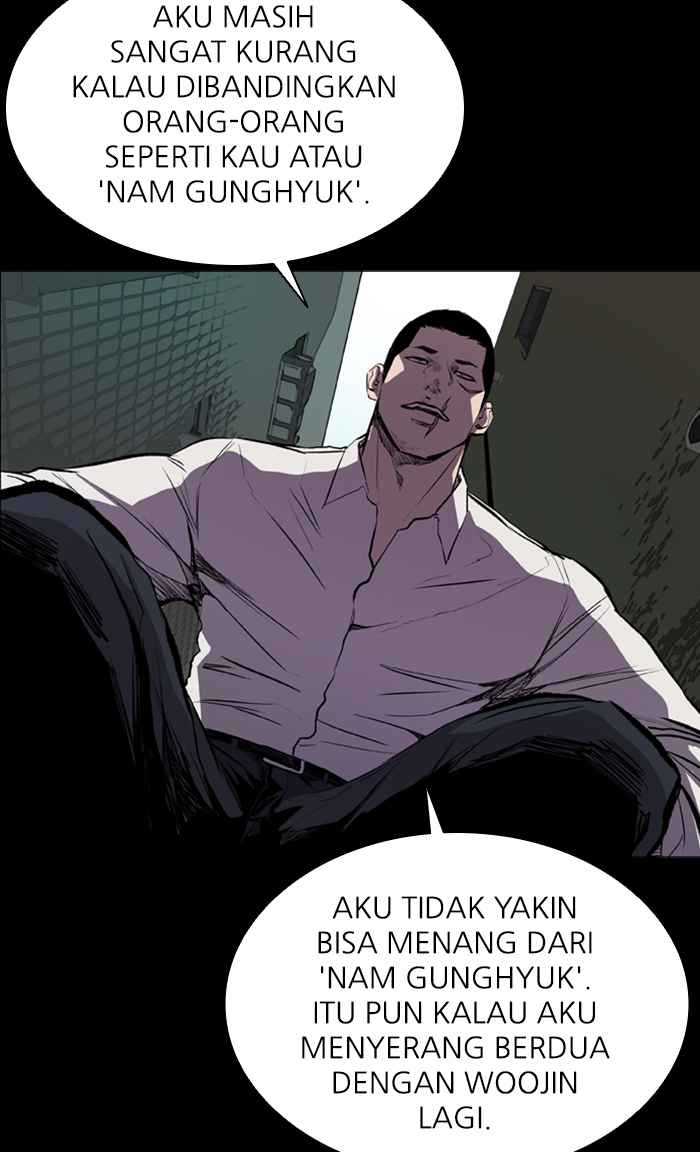 AKU MASIH
SANGAT KURANG
KALAU DIBANDINGKAN
ORANG-ORANG
SEPERTI KAU ATAU
'NAM GUNGHYUK'.
AKU TIDAK YAKIN
BISA MENANG DARI
'NAM GUNGHYUK'.
ITU PUN KALAU AKU
MENYERANG BERDUA
DENGAN WOOJIN
LAGI.